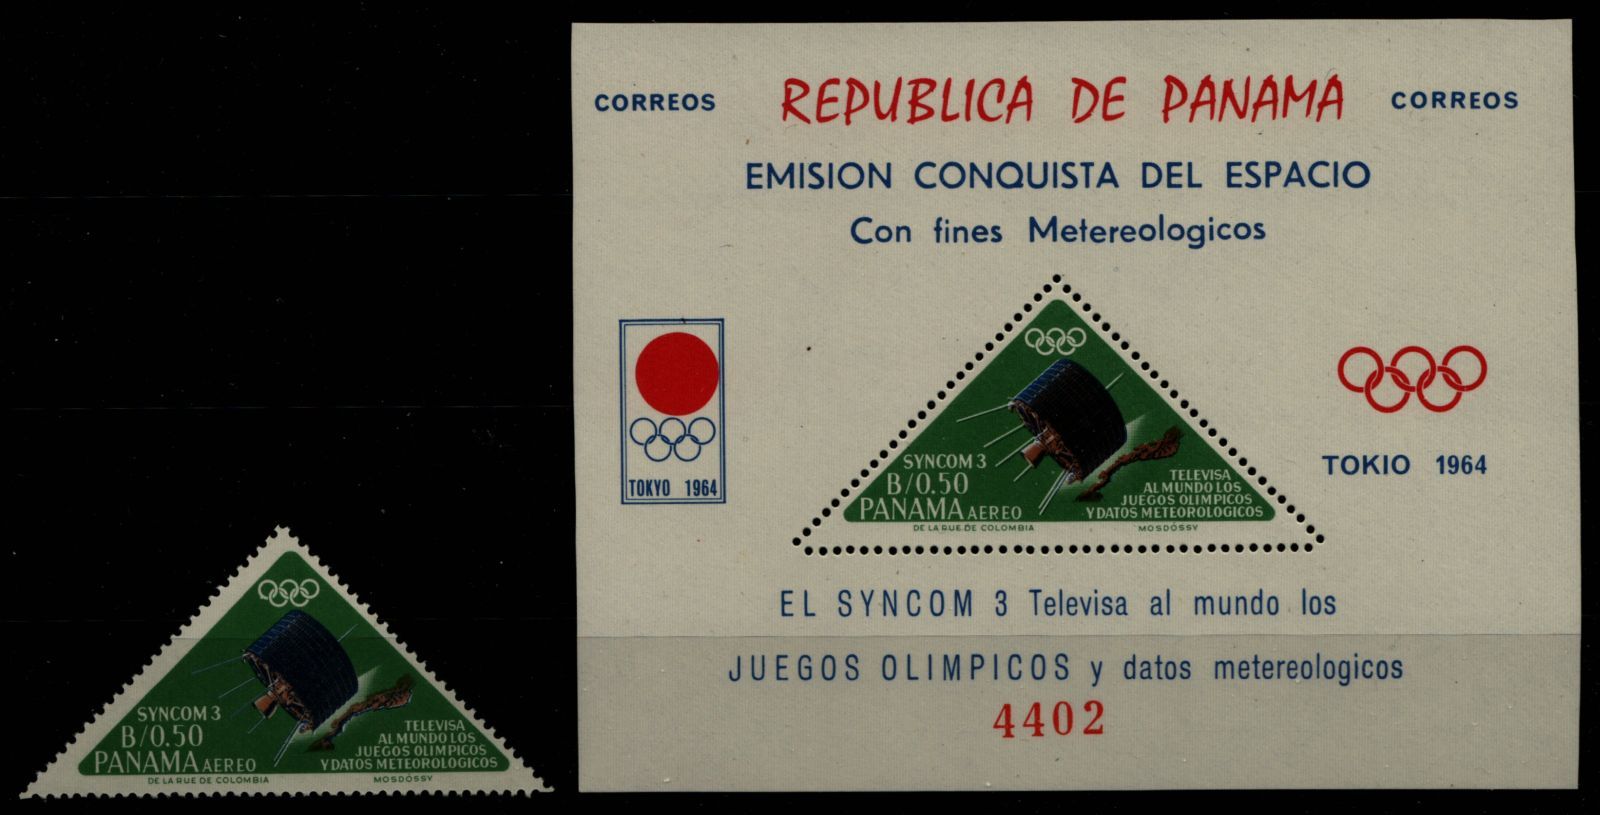 CORREOS REPUBLICA DE PANAMA CORREOS
EMISION CONQUISTA DEL ESPACIO
Con fines Metereologicos
TOKYO 1964
SYNCOM 3
B/0.50
PANAMA AEREO
TELEVISA
AL MUNDO LOS
JUEGOS OLIMPICOS
Y DATOS METEOROLOGICOS
DE LA RUE DE COLOMBIA
MOSDÓSSY
TOKIO 1964
EL SYNCOM 3 Televisa al mundo los
JUEGOS OLIMPICOS y datos metereologicos
4402
SYNCOM 3
B/0.50
PANAMA AEREO
TELEVISA
AL MUNDO LOS
JUEGOS OLIMPICOS
Y DATOS METEOROLOGICOS
DE LA RUE DE COLOMBIA
MOSDÓSSY